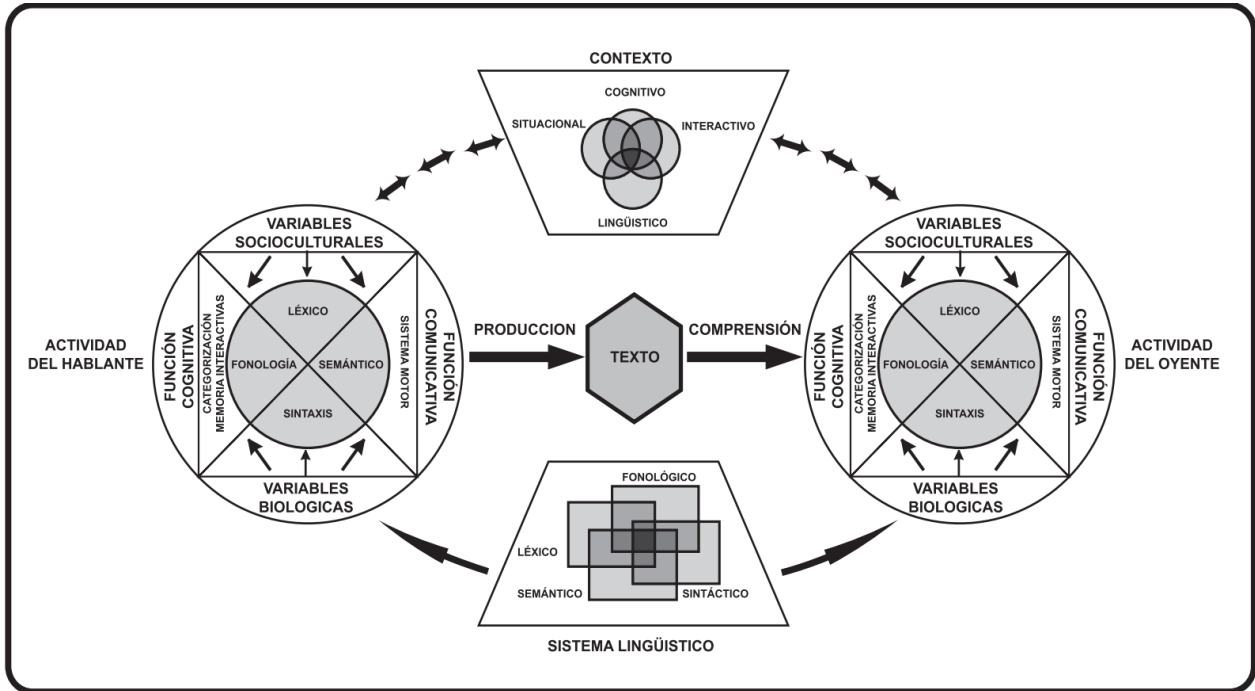 CONTEXTO
COGNITIVO
SITUACIONAL
INTERACTIVO
LINGÜISTICO
ACTIVIDAD
DEL HABLANTE
VARIABLES
SOCIOCULTURALES
FUNCIÓN
COGNITIVA
CATEGORIZACIÓN
MEMORIA INTERACTIVAS
LÉXICO
FONOLOGÍA
SEMÁNTICO
SINTAXIS
SISTEMA MOTOR
FUNCIÓN
COMUNICATIVA
VARIABLES
BIOLOGICAS
PRODUCCION
TEXTO
COMPRENSIÓN
VARIABLES
SOCIOCULTURALES
FUNCIÓN
COGNITIVA
CATEGORIZACIÓN
MEMORIA INTERACTIVAS
LÉXICO
FONOLOGÍA
SEMÁNTICO
SINTAXIS
SISTEMA MOTOR
FUNCIÓN
COMUNICATIVA
VARIABLES
BIOLOGICAS
ACTIVIDAD
DEL OYENTE
FONOLÓGICO
LÉXICO
SEMÁNTICO
SINTÁCTICO
SISTEMA LINGÜISTICO